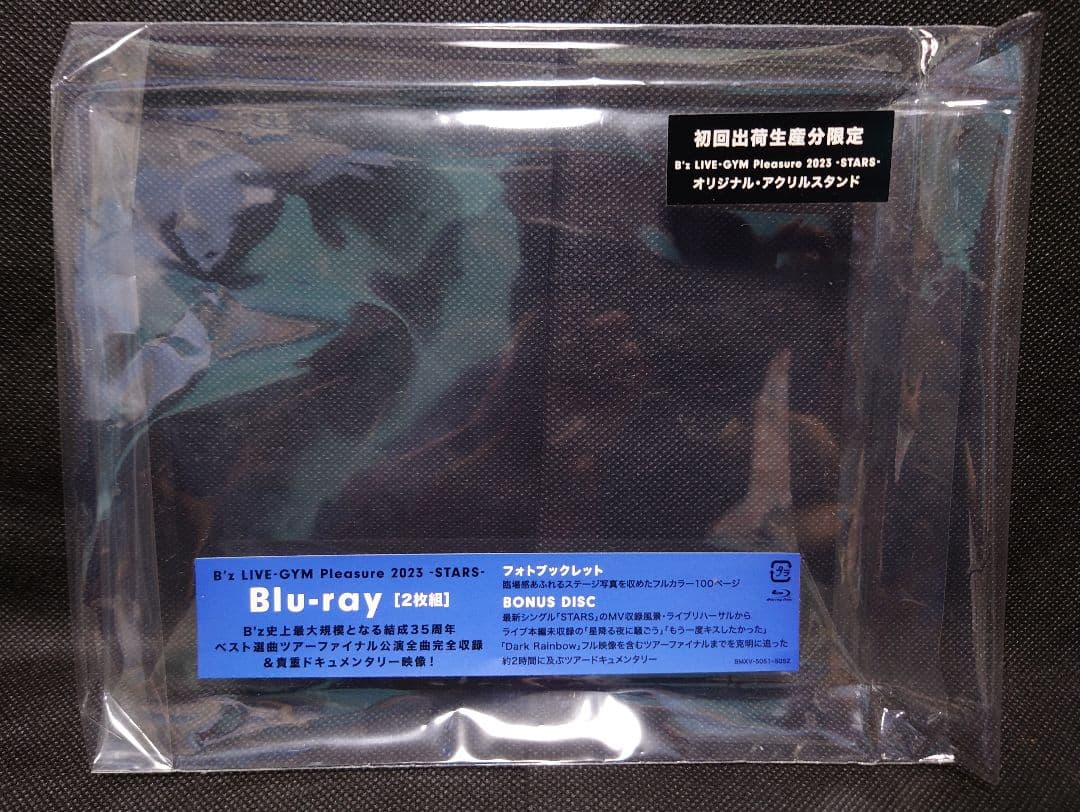 初回出荷生産分限定
B'z LIVE-GYM Pleasure 2023 -STARS-
オリジナル・アクリルスタンド
B'z LIVE-GYM Pleasure 2023 -STARS-
Blu-ray [2枚組]
B'z史上最大規模となる結成35周年
ベスト選曲ツアーファイナル公演全曲完全収録
&貴重ドキュメンタリー映像!
フォトブックレット
臨場感あふれるステージ写真を収めたフルカラー100ページ
BONUS DISC
最新シングル「STARS」のMV収録風景・ライブリハーサルから
ライブ本編未収録の「星降る夜に騒ごう」「もう一度キスしたかった」
「Dark Rainbow」フル映像を含むツアーファイナルまでを克明に追った
約2時間に及ぶツアードキュメンタリー
プラ
Blu-ray Disc
BMXV-5051~5052